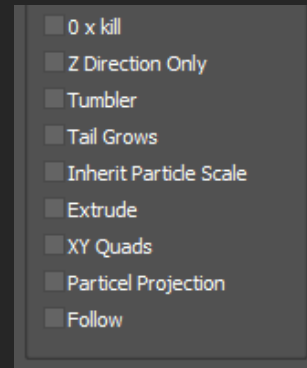 0 x kill
Z Direction Only
Tumbler
Tail Grows
Inherit Particle Scale
Extrude
XY Quads
Particel Projection
Follow